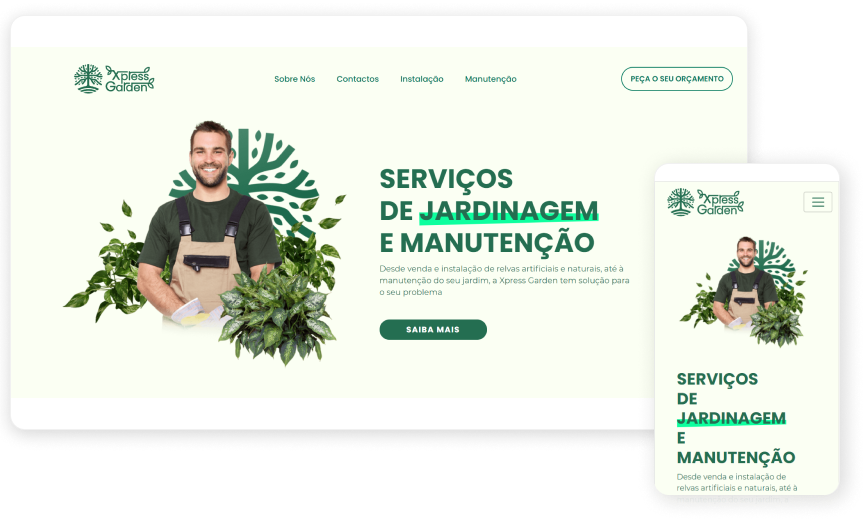 Xpress
Garden
Sobre Nós
Contactos
Instalação
Manutenção
PEÇA O SEU ORÇAMENTO
SERVIÇOS
DE JARDINAGEM
E MANUTENÇÃO
Desde venda e instalação de relvas artificiais e naturais, até à
manutenção do seu jardim, a Xpress Garden tem solução para
o seu problema
SAIBA MAIS
Xpress
Garden
SERVIÇOS
DE
JARDINAGEM
E
MANUTENÇÃO
Desde venda e instalação de
relvas artificiais e naturais, até à